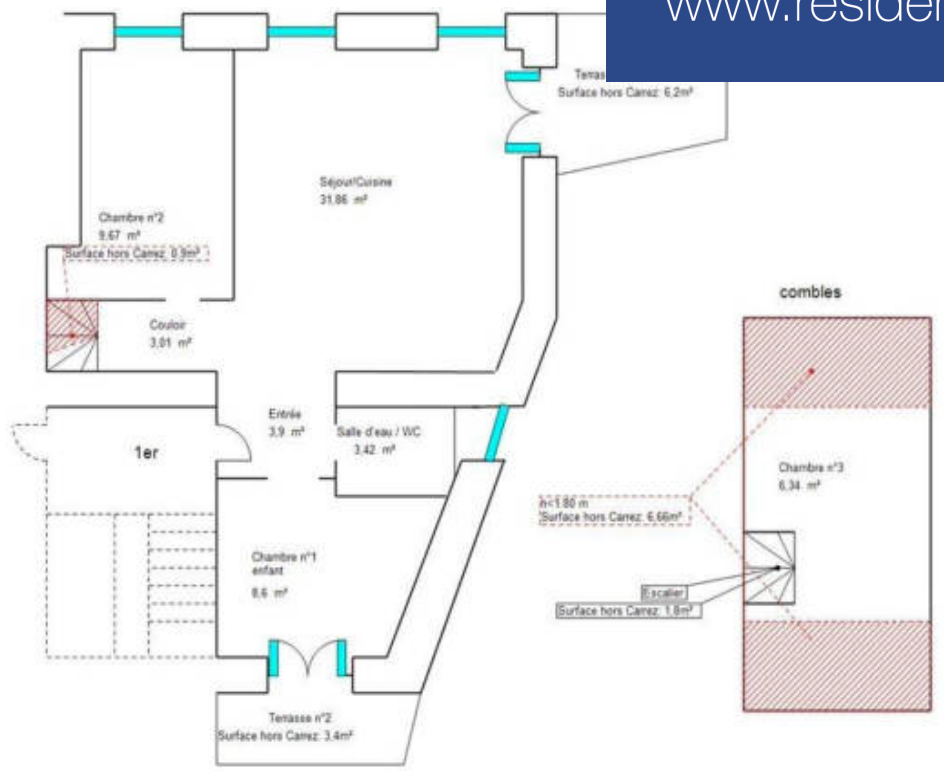 www.reside
Terras
Surface hors Carrez: 6,2m²
Séjour/Cuisine
31,86 m²
Chambre n°2
9,67 m²
Surface hors Carrez: 0,9m²
combles
Couloir
3,01 m²
Entrée
3,9 m²
Salle d'eau / WC
3,42 m²
1er
Chambre n°3
6,34 m²
h<1.80 m
Surface hors Carrez: 6,66m²
Chambre n°1
enfant
8,6 m²
Escalier
Surface hors Carrez: 1,8m²
Terrasse n°2
Surface hors Carrez: 3,4m²